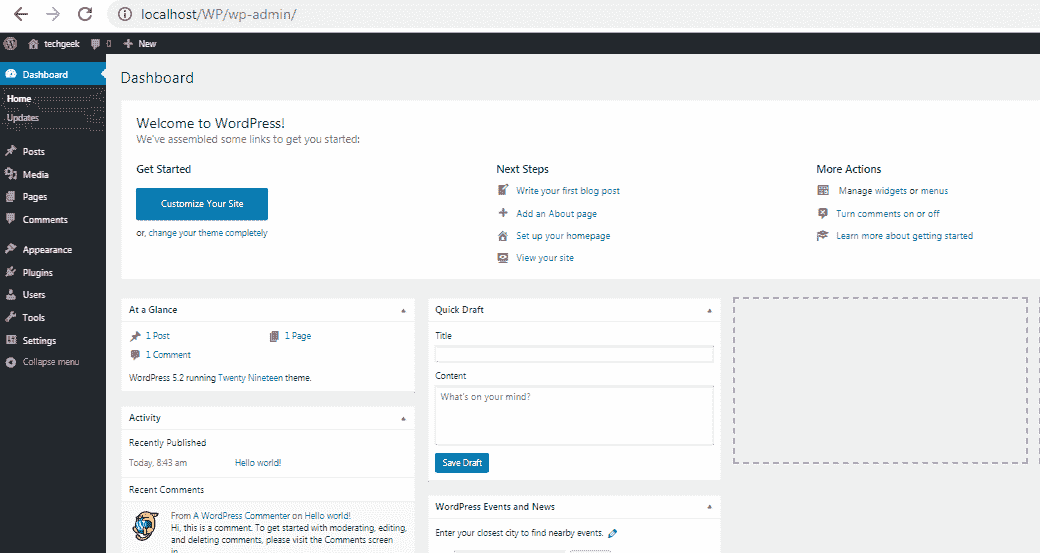 localhost/WP/wp-admin/
techgeek 0 New
Dashboard
Home
Updates
Posts
Media
Pages
Comments
Appearance
Plugins
Users
Tools
Settings
Collapse menu
Dashboard
Welcome to WordPress!
We've assembled some links to get you started:
Get Started
Customize Your Site
or, change your theme completely
Next Steps
Write your first blog post
Add an About page
Set up your homepage
View your site
More Actions
Manage widgets or menus
Turn comments on or off
Learn more about getting started
At a Glance
1 Post 1 Page
1 Comment
WordPress 5.2 running Twenty Nineteen theme.
Activity
Recently Published
Today, 8:43 am Hello world!
Recent Comments
From A WordPress Commenter on Hello world!
Hi, this is a comment. To get started with moderating, editing,
and deleting comments, please visit the Comments screen
in
Quick Draft
Title
Content
What's on your mind?
Save Draft
WordPress Events and News
Enter your closest city to find nearby events.